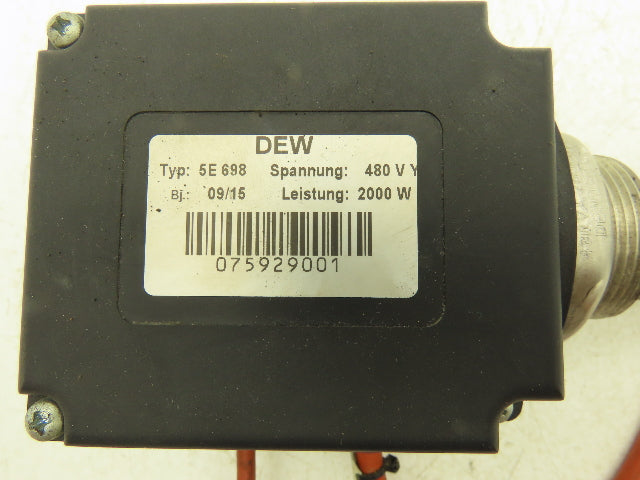 DEW
Typ: 5E 698 Spannung: 480 V Y
Bj.: 09/15 Leistung: 2000 W
075929001